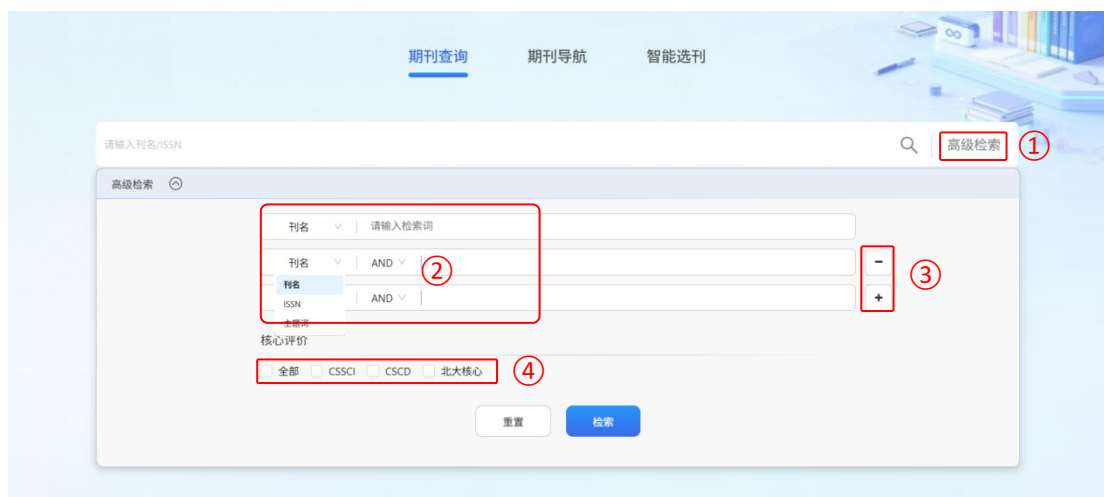 期刊查询 期刊导航 智能选刊
请输入刊名/ISSN 高级检索 ①
高级检索
刊名 请输入检索词
刊名 AND ②
－ ③
刊名
ISSN AND
+
主题词
核心评价
全部 CSSCI CSCD 北大核心 ④
重置 检索